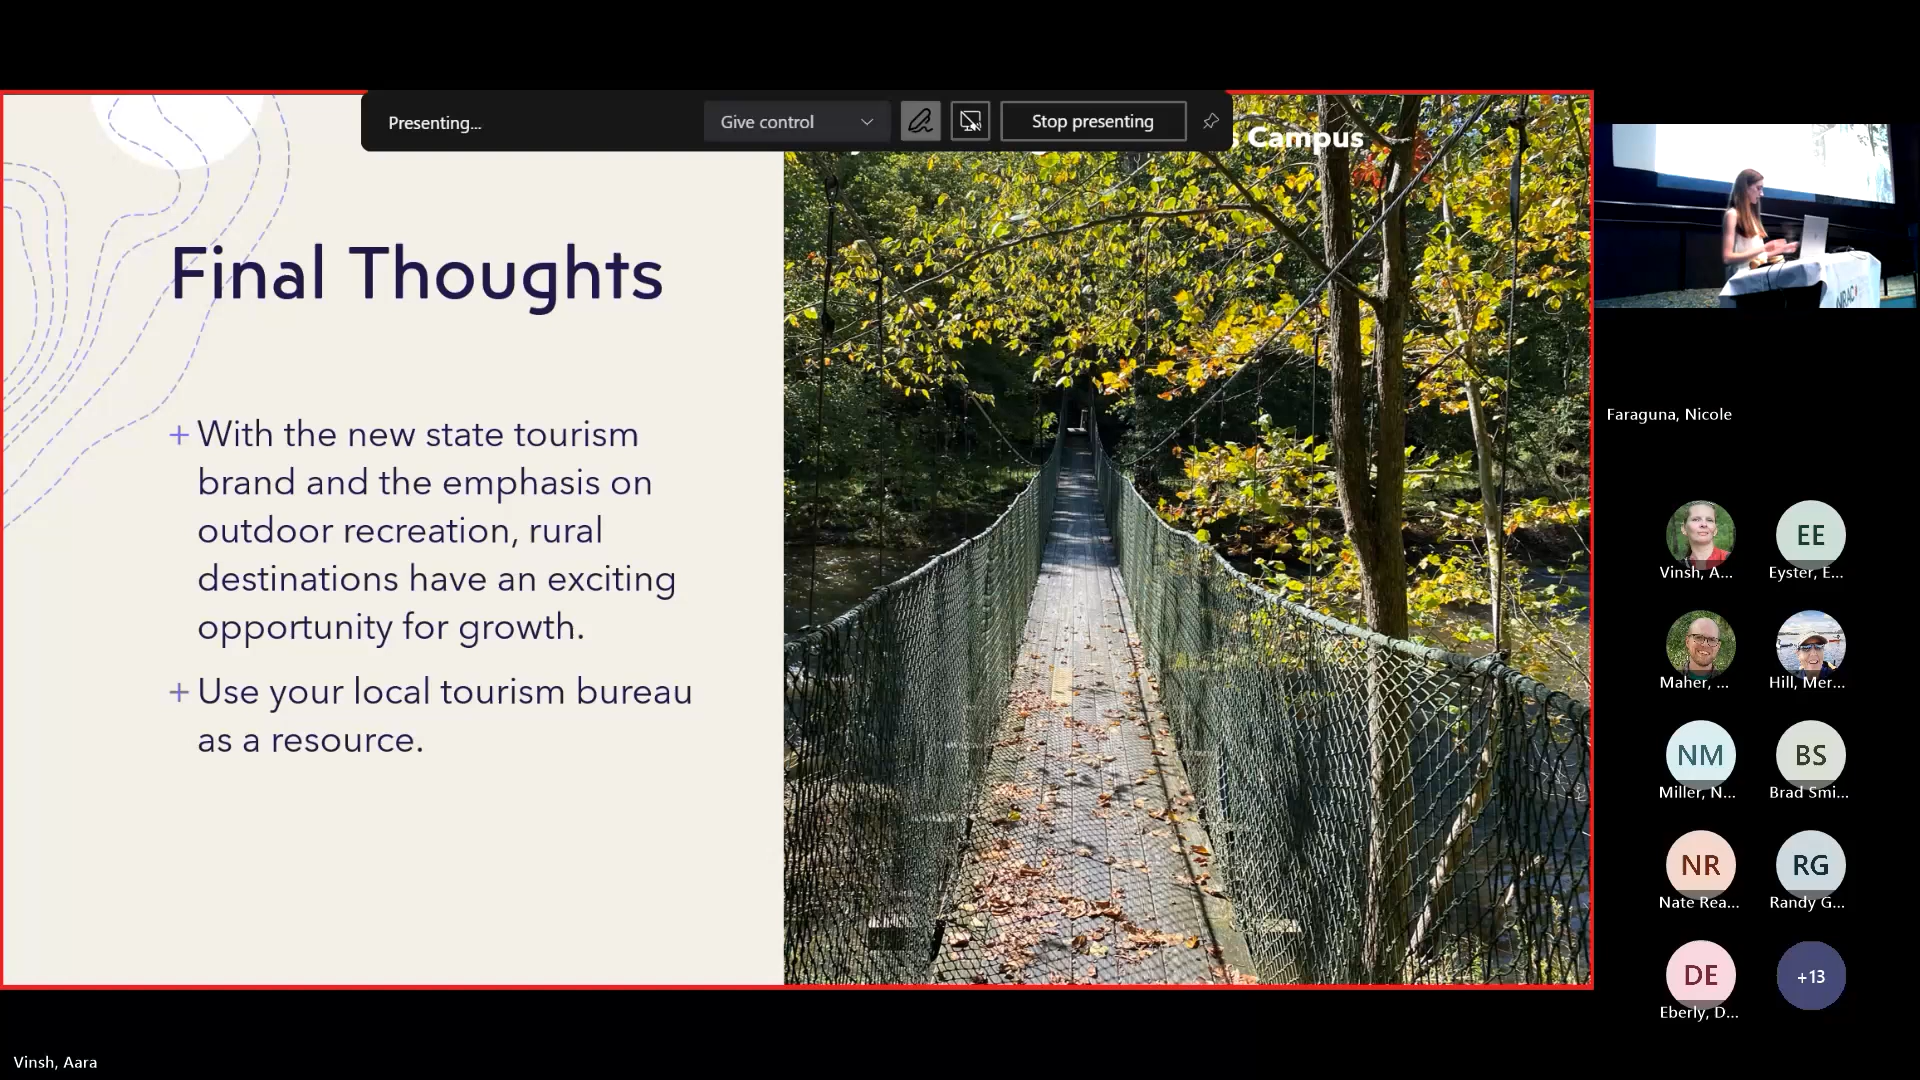 Presenting...
Give control
Stop presenting
Campus
Final Thoughts
+ With the new state tourism
brand and the emphasis on
outdoor recreation, rural
destinations have an exciting
opportunity for growth.
+ Use your local tourism bureau
as a resource.
Faraguna, Nicole
Vinsh, A...
EE
Eyster, E...
Maher, ...
Hill, Mer...
NM
Miller, N...
BS
Brad Smi...
NR
Nate Rea...
RG
Randy G...
DE
Eberly, D...
+13
Vinsh, Aara